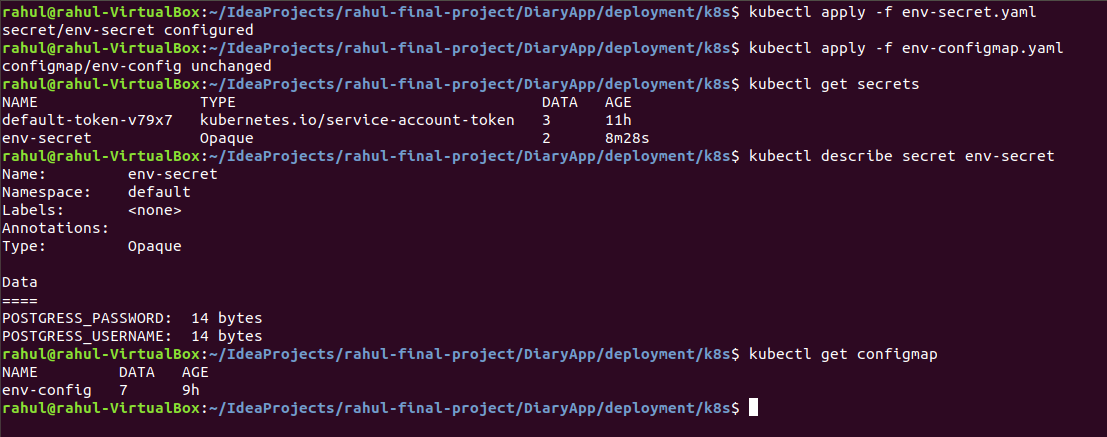 rahul@rahul-VirtualBox:~/IdeaProjects/rahul-final-project/DiaryApp/deployment/k8s$ kubectl apply -f env-secret.yaml
secret/env-secret configured
rahul@rahul-VirtualBox:~/IdeaProjects/rahul-final-project/DiaryApp/deployment/k8s$ kubectl apply -f env-configmap.yaml
configmap/env-config unchanged
rahul@rahul-VirtualBox:~/IdeaProjects/rahul-final-project/DiaryApp/deployment/k8s$ kubectl get secrets
NAME                  TYPE                                  DATA   AGE
default-token-v79x7   kubernetes.io/service-account-token   3      11h
env-secret            Opaque                                2      8m28s
rahul@rahul-VirtualBox:~/IdeaProjects/rahul-final-project/DiaryApp/deployment/k8s$ kubectl describe secret env-secret
Name:         env-secret
Namespace:    default
Labels:       <none>
Annotations:
Type:         Opaque

Data
====
POSTGRESS_PASSWORD:  14 bytes
POSTGRESS_USERNAME:  14 bytes
rahul@rahul-VirtualBox:~/IdeaProjects/rahul-final-project/DiaryApp/deployment/k8s$ kubectl get configmap
NAME         DATA   AGE
env-config   7      9h
rahul@rahul-VirtualBox:~/IdeaProjects/rahul-final-project/DiaryApp/deployment/k8s$